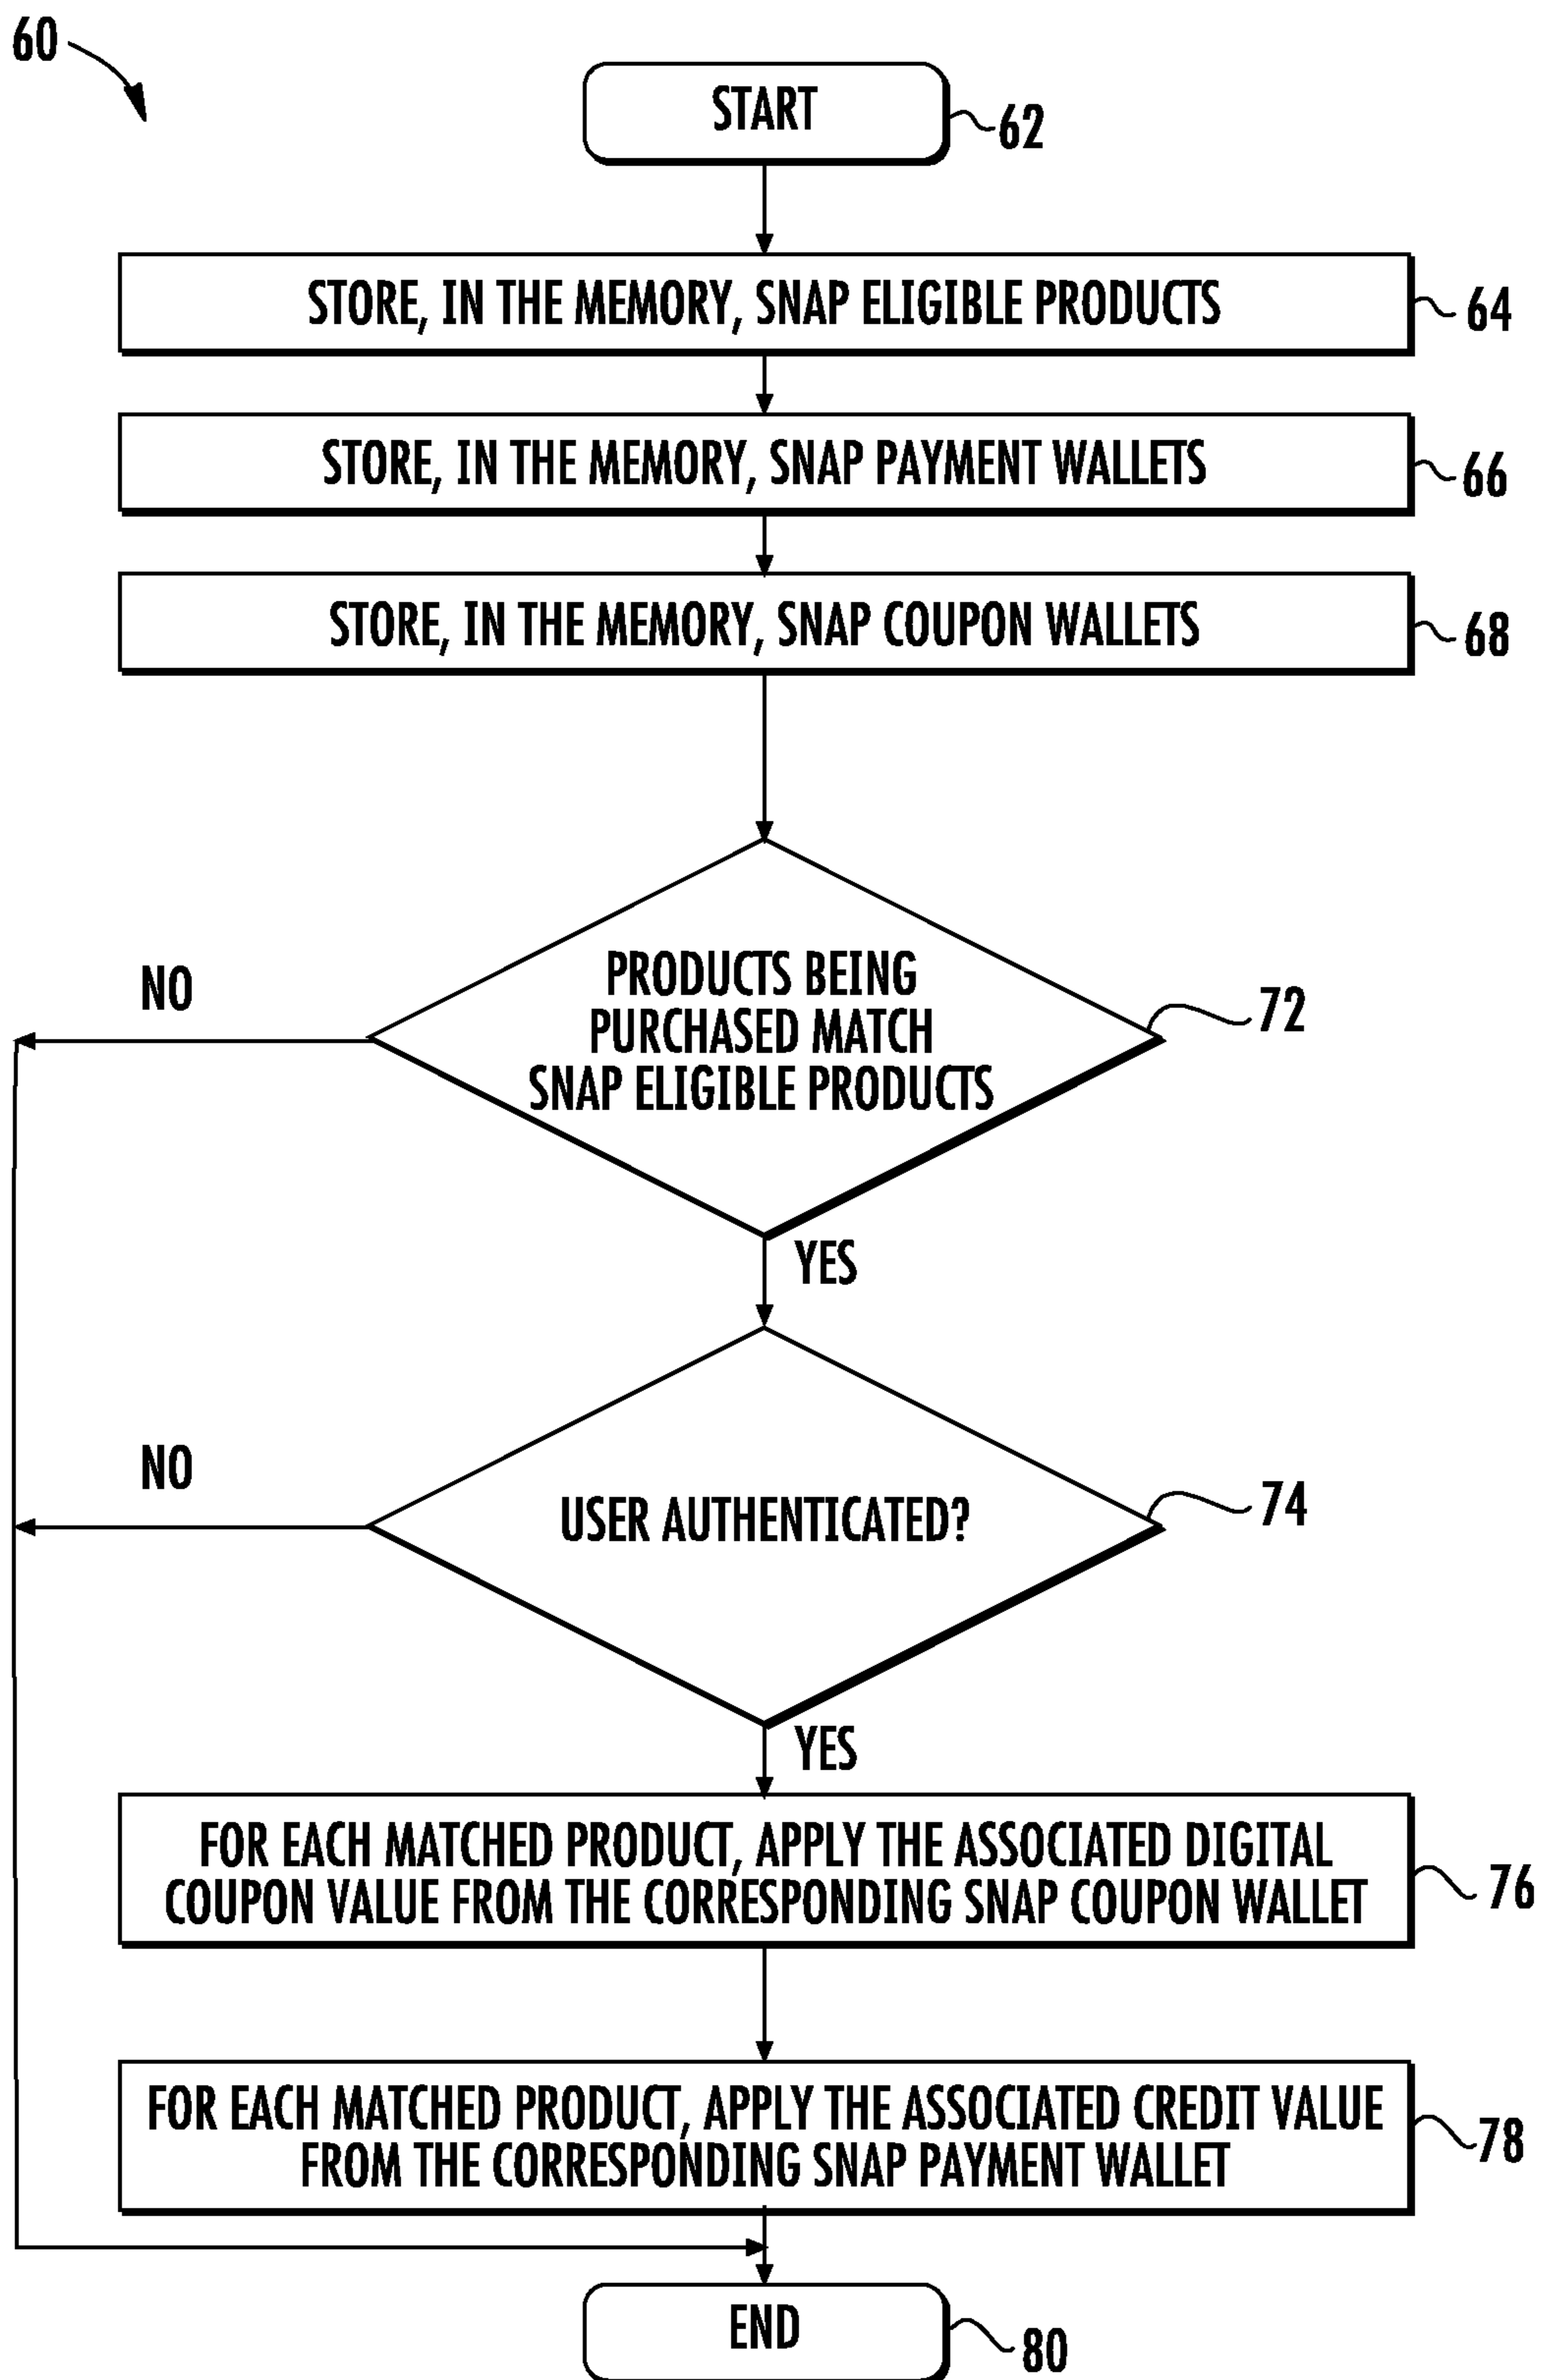 60
START
62
STORE, IN THE MEMORY, SNAP ELIGIBLE PRODUCTS
64
STORE, IN THE MEMORY, SNAP PAYMENT WALLETS
66
STORE, IN THE MEMORY, SNAP COUPON WALLETS
68
PRODUCTS BEING
PURCHASED MATCH
SNAP ELIGIBLE PRODUCTS
72
NO
YES
USER AUTHENTICATED?
74
NO
YES
FOR EACH MATCHED PRODUCT, APPLY THE ASSOCIATED DIGITAL
COUPON VALUE FROM THE CORRESPONDING SNAP COUPON WALLET
76
FOR EACH MATCHED PRODUCT, APPLY THE ASSOCIATED CREDIT VALUE
FROM THE CORRESPONDING SNAP PAYMENT WALLET
78
END
80